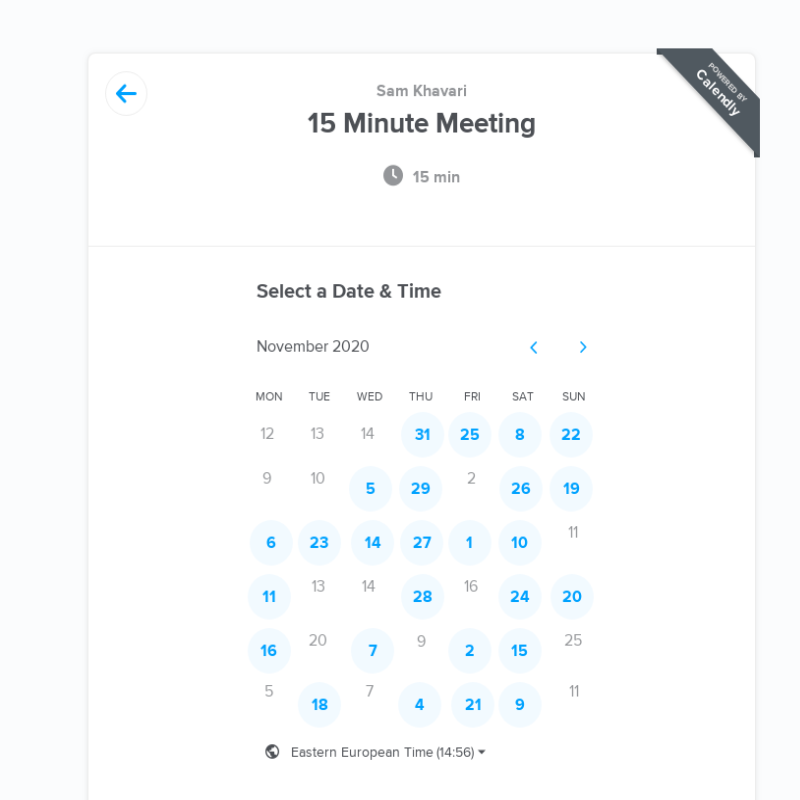 POWERED BY
Calendly
Sam Khavari
15 Minute Meeting
15 min
Select a Date & Time
November 2020
MON TUE WED THU FRI SAT SUN
12 13 14 31 25 8 22
9 10 5 29 2 26 19
6 23 14 27 1 10 11
11 13 14 28 16 24 20
16 20 7 9 2 15 25
5 18 7 4 21 9 11
Eastern European Time (14:56)